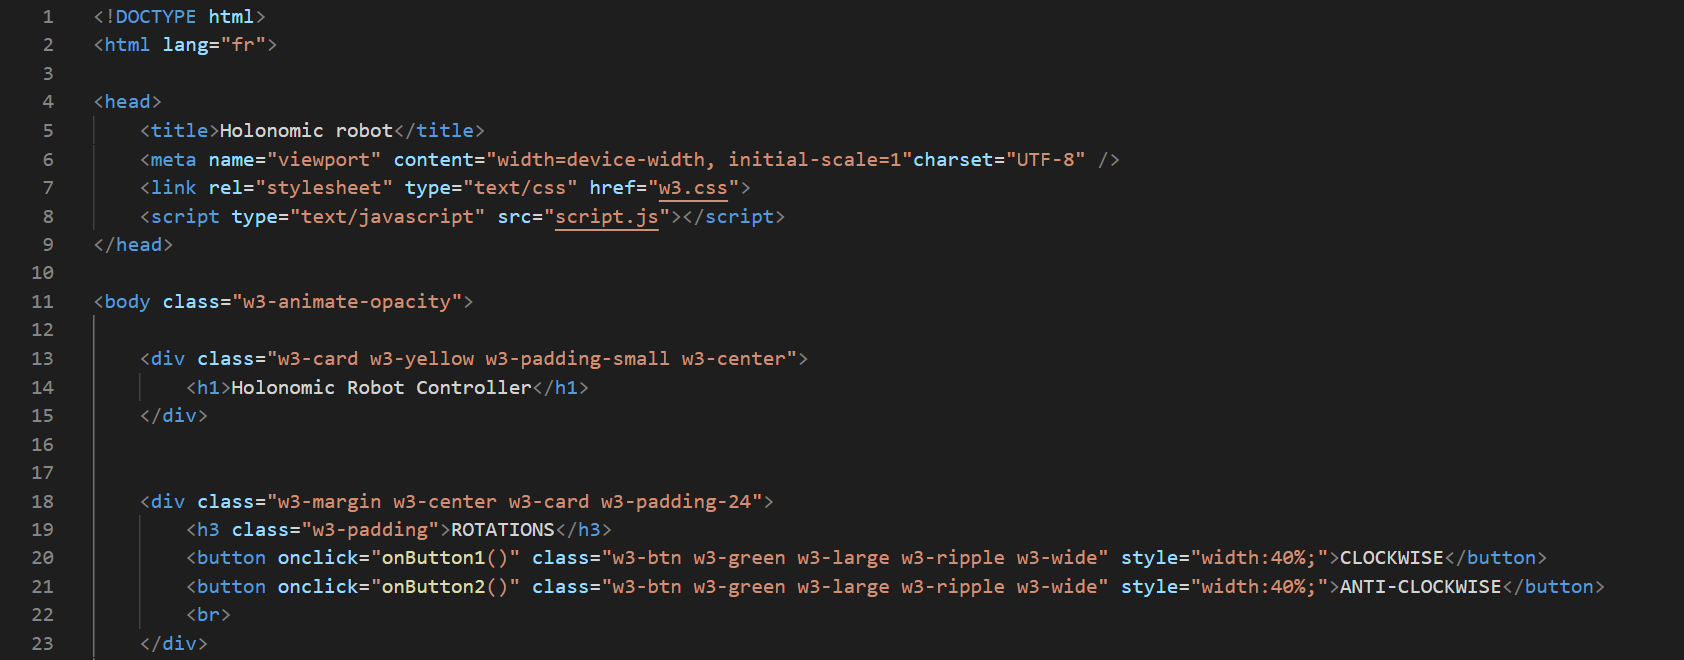 1 <!DOCTYPE html>
2 <html lang="fr">
3
4 <head>
5 <title>Holonomic robot</title>
6 <meta name="viewport" content="width=device-width, initial-scale=1"charset="UTF-8" />
7 <link rel="stylesheet" type="text/css" href="w3.css">
8 <script type="text/javascript" src="script.js"></script>
9 </head>
10
11 <body class="w3-animate-opacity">
12
13 <div class="w3-card w3-yellow w3-padding-small w3-center">
14 <h1>Holonomic Robot Controller</h1>
15 </div>
16
17
18 <div class="w3-margin w3-center w3-card w3-padding-24">
19 <h3 class="w3-padding">ROTATIONS</h3>
20 <button onclick="onButton1()" class="w3-btn w3-green w3-large w3-ripple w3-wide" style="width:40%;">CLOCKWISE</button>
21 <button onclick="onButton2()" class="w3-btn w3-green w3-large w3-ripple w3-wide" style="width:40%;">ANTI-CLOCKWISE</button>
22 <br>
23 </div>